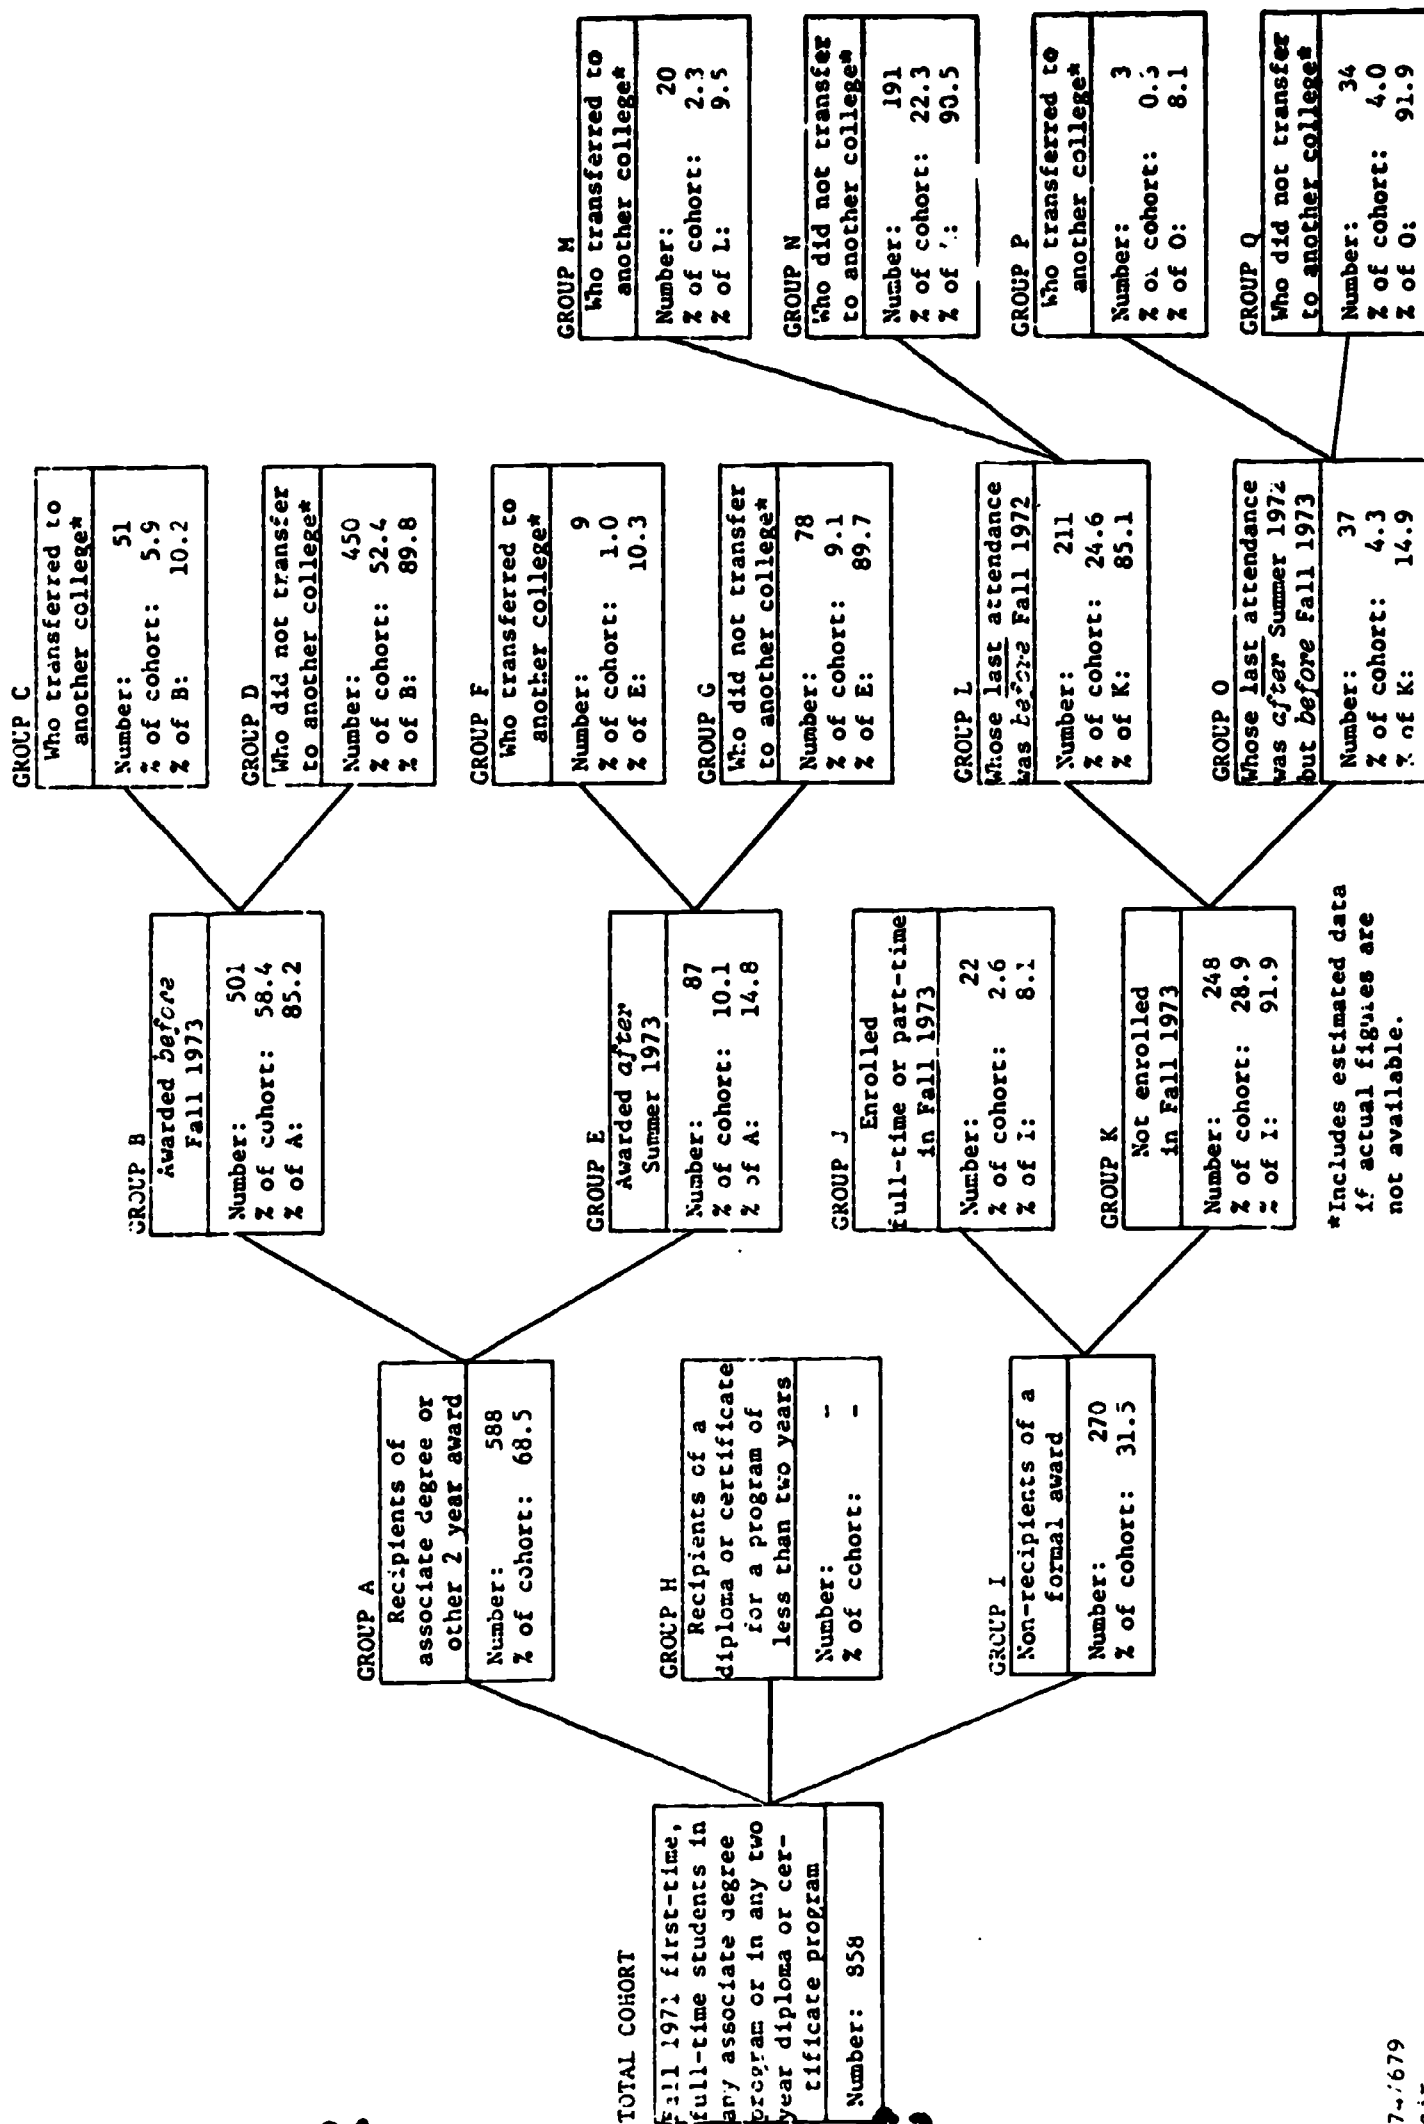 TOTAL COHORT
Fall 1971 first-time,
full-time students in
any associate degree
program or in any two
year diploma or cer-
tificate program
Number: 858
GROUP A
Recipients of
associate degree or
other 2 year award
Number: 588
% of cohort: 68.5
GROUP H
Recipients of a
diploma or certificate
for a program of
less than two years
Number: -
% of cohort: -
GROUP I
Non-recipients of a
formal award
Number: 270
% of cohort: 31.5
GROUP B
Awarded before
Fall 1973
Number: 501
% of cohort: 58.4
% of A: 85.2
GROUP E
Awarded after
Summer 1973
Number: 87
% of cohort: 10.1
% of A: 14.8
GROUP J
Enrolled
full-time or part-time
in Fall 1973
Number: 22
% of cohort: 2.6
% of I: 8.1
GROUP K
Not enrolled
in Fall 1973
Number: 248
% of cohort: 28.9
% of I: 91.9
*Includes estimated data
if actual figures are
not available.
GROUP C
Who transferred to
another college*
Number: 51
% of cohort: 5.9
% of B: 10.2
GROUP D
Who did not transfer
to another college*
Number: 450
% of cohort: 52.4
% of B: 89.8
GROUP F
Who transferred to
another college*
Number: 9
% of cohort: 1.0
% of E: 10.3
GROUP G
Who did not transfer
to another college*
Number: 78
% of cohort: 9.1
% of E: 89.7
GROUP L
Whose last attendance
was before Fall 1972
Number: 211
% of cohort: 24.6
% of K: 85.1
GROUP O
Whose last attendance
was after Summer 1972
but before Fall 1973
Number: 37
% of cohort: 4.3
% of K: 14.9
GROUP M
Who transferred to
another college*
Number: 20
% of cohort: 2.3
% of L: 9.5
GROUP N
Who did not transfer
to another college*
Number: 191
% of cohort: 22.3
% of 90.5
GROUP P
Who transferred to
another college*
Number: 3
% of cohort:
% of O: 8.1
GROUP Q
Who did not transfer
to another college*
Number: 34
% of cohort: 4.0
% of O: 91.9